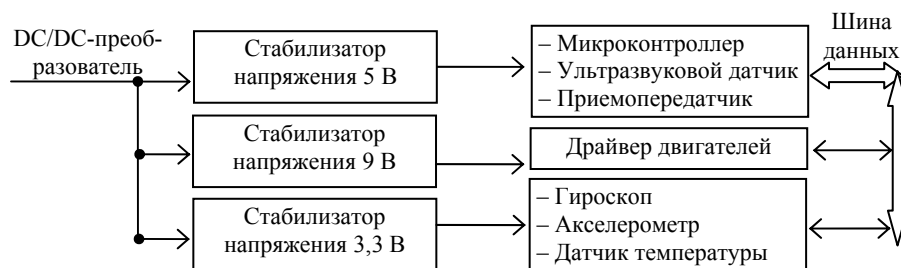 DC/DC-преоб-
разователь
Стабилизатор
напряжения 5 В
– Микроконтроллер
– Ультразвуковой датчик
– Приемопередатчик
Шина
данных
Стабилизатор
напряжения 9 В
Драйвер двигателей
Стабилизатор
напряжения 3,3 В
– Гироскоп
– Акселерометр
– Датчик температуры